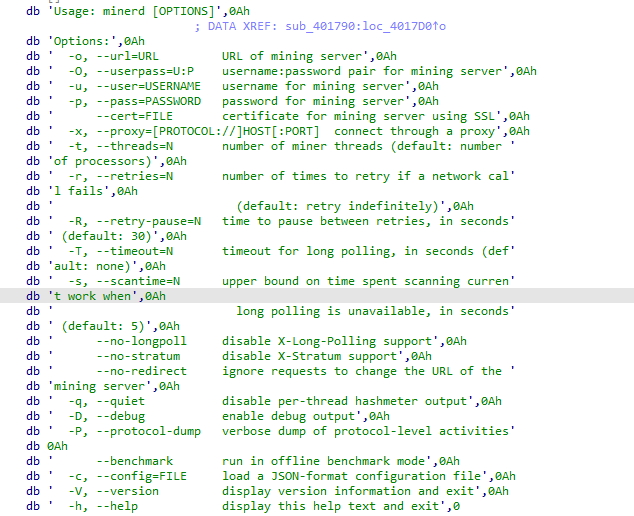 db 'Usage: minerd [OPTIONS]',0Ah
; DATA XREF: sub_401790:loc_4017D0↑o
db 'Options:',0Ah
db '  -o, --url=URL         URL of mining server',0Ah
db '  -O, --userpass=U:P    username:password pair for mining server',0Ah
db '  -u, --user=USERNAME   username for mining server',0Ah
db '  -p, --pass=PASSWORD   password for mining server',0Ah
db '      --cert=FILE       certificate for mining server using SSL',0Ah
db '  -x, --proxy=[PROTOCOL://]HOST[:PORT]  connect through a proxy',0Ah
db '  -t, --threads=N       number of miner threads (default: number '
db 'of processors)',0Ah
db '  -r, --retries=N       number of times to retry if a network cal'
db 'l fails',0Ah
db '                          (default: retry indefinitely)',0Ah
db '  -R, --retry-pause=N   time to pause between retries, in seconds'
db ' (default: 30)',0Ah
db '  -T, --timeout=N       timeout for long polling, in seconds (def'
db 'ault: none)',0Ah
db '  -s, --scantime=N      upper bound on time spent scanning curren'
db 't work when',0Ah
db '                          long polling is unavailable, in seconds'
db ' (default: 5)',0Ah
db '      --no-longpoll     disable X-Long-Polling support',0Ah
db '      --no-stratum      disable X-Stratum support',0Ah
db '      --no-redirect     ignore requests to change the URL of the '
db 'mining server',0Ah
db '  -q, --quiet           disable per-thread hashmeter output',0Ah
db '  -D, --debug           enable debug output',0Ah
db '  -P, --protocol-dump   verbose dump of protocol-level activities'
db 0Ah
db '      --benchmark       run in offline benchmark mode',0Ah
db '  -c, --config=FILE     load a JSON-format configuration file',0Ah
db '  -V, --version         display version information and exit',0Ah
db '  -h, --help            display this help text and exit',0